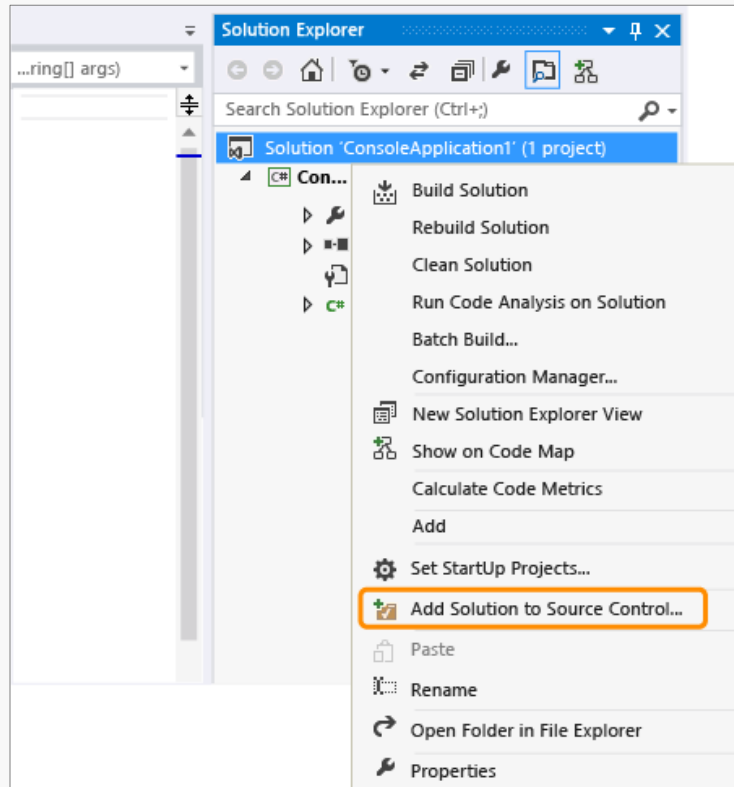 Solution Explorer
...ring[] args)
Search Solution Explorer (Ctrl+;)
Solution 'ConsoleApplication1' (1 project)
C# Con...
Build Solution
Rebuild Solution
Clean Solution
C# Run Code Analysis on Solution
Batch Build...
Configuration Manager...
New Solution Explorer View
Show on Code Map
Calculate Code Metrics
Add
Set StartUp Projects...
Add Solution to Source Control...
Paste
Rename
Open Folder in File Explorer
Properties